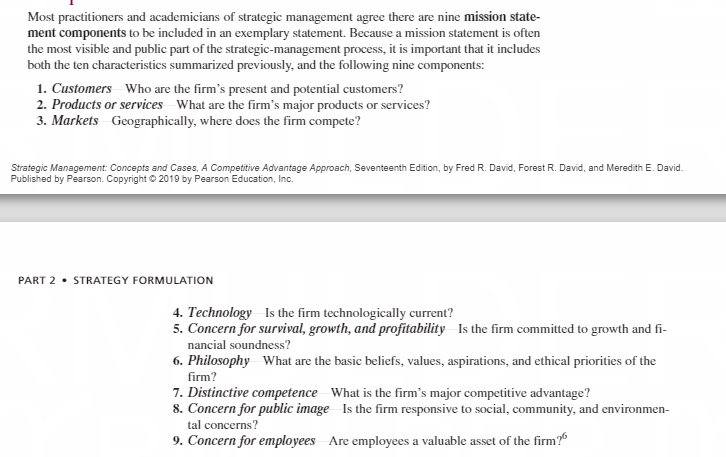 Most practitioners and academicians of strategic management agree there are nine mission state-
ment components to be included in an exemplary statement. Because a mission statement is often
the most visible and public part of the strategic-management process, it is important that it includes
both the ten characteristics summarized previously, and the following nine components:
1. Customers Who are the firm's present and potential customers?
2. Products or services What are the firm's major products or services?
3. Markets Geographically, where does the firm compete?
Strategic Management: Concepts and Cases, A Competitive Advantage Approach, Seventeenth Edition, by Fred R. David, Forest R. David, and Meredith E. David.
Published by Pearson. Copyright © 2019 by Pearson Education, Inc.
PART 2 • STRATEGY FORMULATION
4. Technology Is the firm technologically current?
5. Concern for survival, growth, and profitability Is the firm committed to growth and fi-
nancial soundness?
6. Philosophy What are the basic beliefs, values, aspirations, and ethical priorities of the
firm?
7. Distinctive competence What is the firm's major competitive advantage?
8. Concern for public image Is the firm responsive to social, community, and environmen-
tal concerns?
9. Concern for employees Are employees a valuable asset of the firm?6